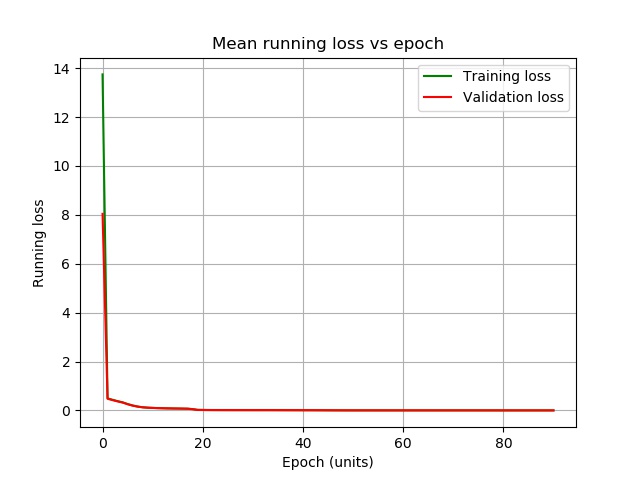 Mean running loss vs epoch
Training loss
Validation loss
14
12
10
8
6
4
2
0
Running loss
0 20 40 60 80
Epoch (units)